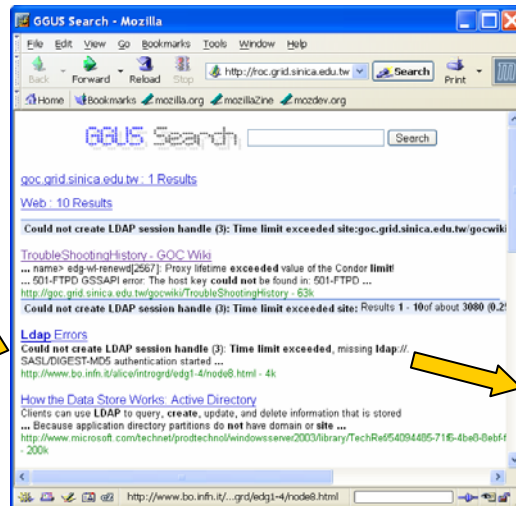 GGUS Search - Mozilla
File Edit View Go Bookmarks Tools Window Help
Back Forward Reload Stop http://roc.grid.sinica.edu.tw Search Print
Home Bookmarks mozilla.org mozillaZine mozdev.org
GGUS Search Search
goc.grid.sinica.edu.tw : 1 Results
Web : 10 Results
Could not create LDAP session handle (3): Time limit exceeded site:goc.grid.sinica.edu.tw/gocwiki
TroubleShootingHistory - GOC Wiki
... name> edg-wl-renewd[2567]: Proxy lifetime exceeded value of the Condor limit!
... 501-FTPD GSSAPI error: The host key could not be found in: 501-FTPD ...
http://goc.grid.sinica.edu.tw/gocwiki/TroubleShootingHistory - 63k
Could not create LDAP session handle (3): Time limit exceeded site: Results 1 - 10of about 3080 (0.2
Ldap Errors
Could not create LDAP session handle (3): Time limit exceeded, missing ldap://.
SASL/DIGEST-MD5 authentication started ...
http://www.bo.infn.it/alice/introgrd/edg1-4/node8.html - 4k
How the Data Store Works: Active Directory
Clients can use LDAP to query, create, update, and delete information that is stored
... Because application directory partitions do not have domain or site ...
http://www.microsoft.com/technet/prodtechnol/windowsserver2003/library/TechRef/54094485-71f6-4be8-8ebf-f
- 200k
http://www.bo.infn.it/...grd/edg1-4/node8.html